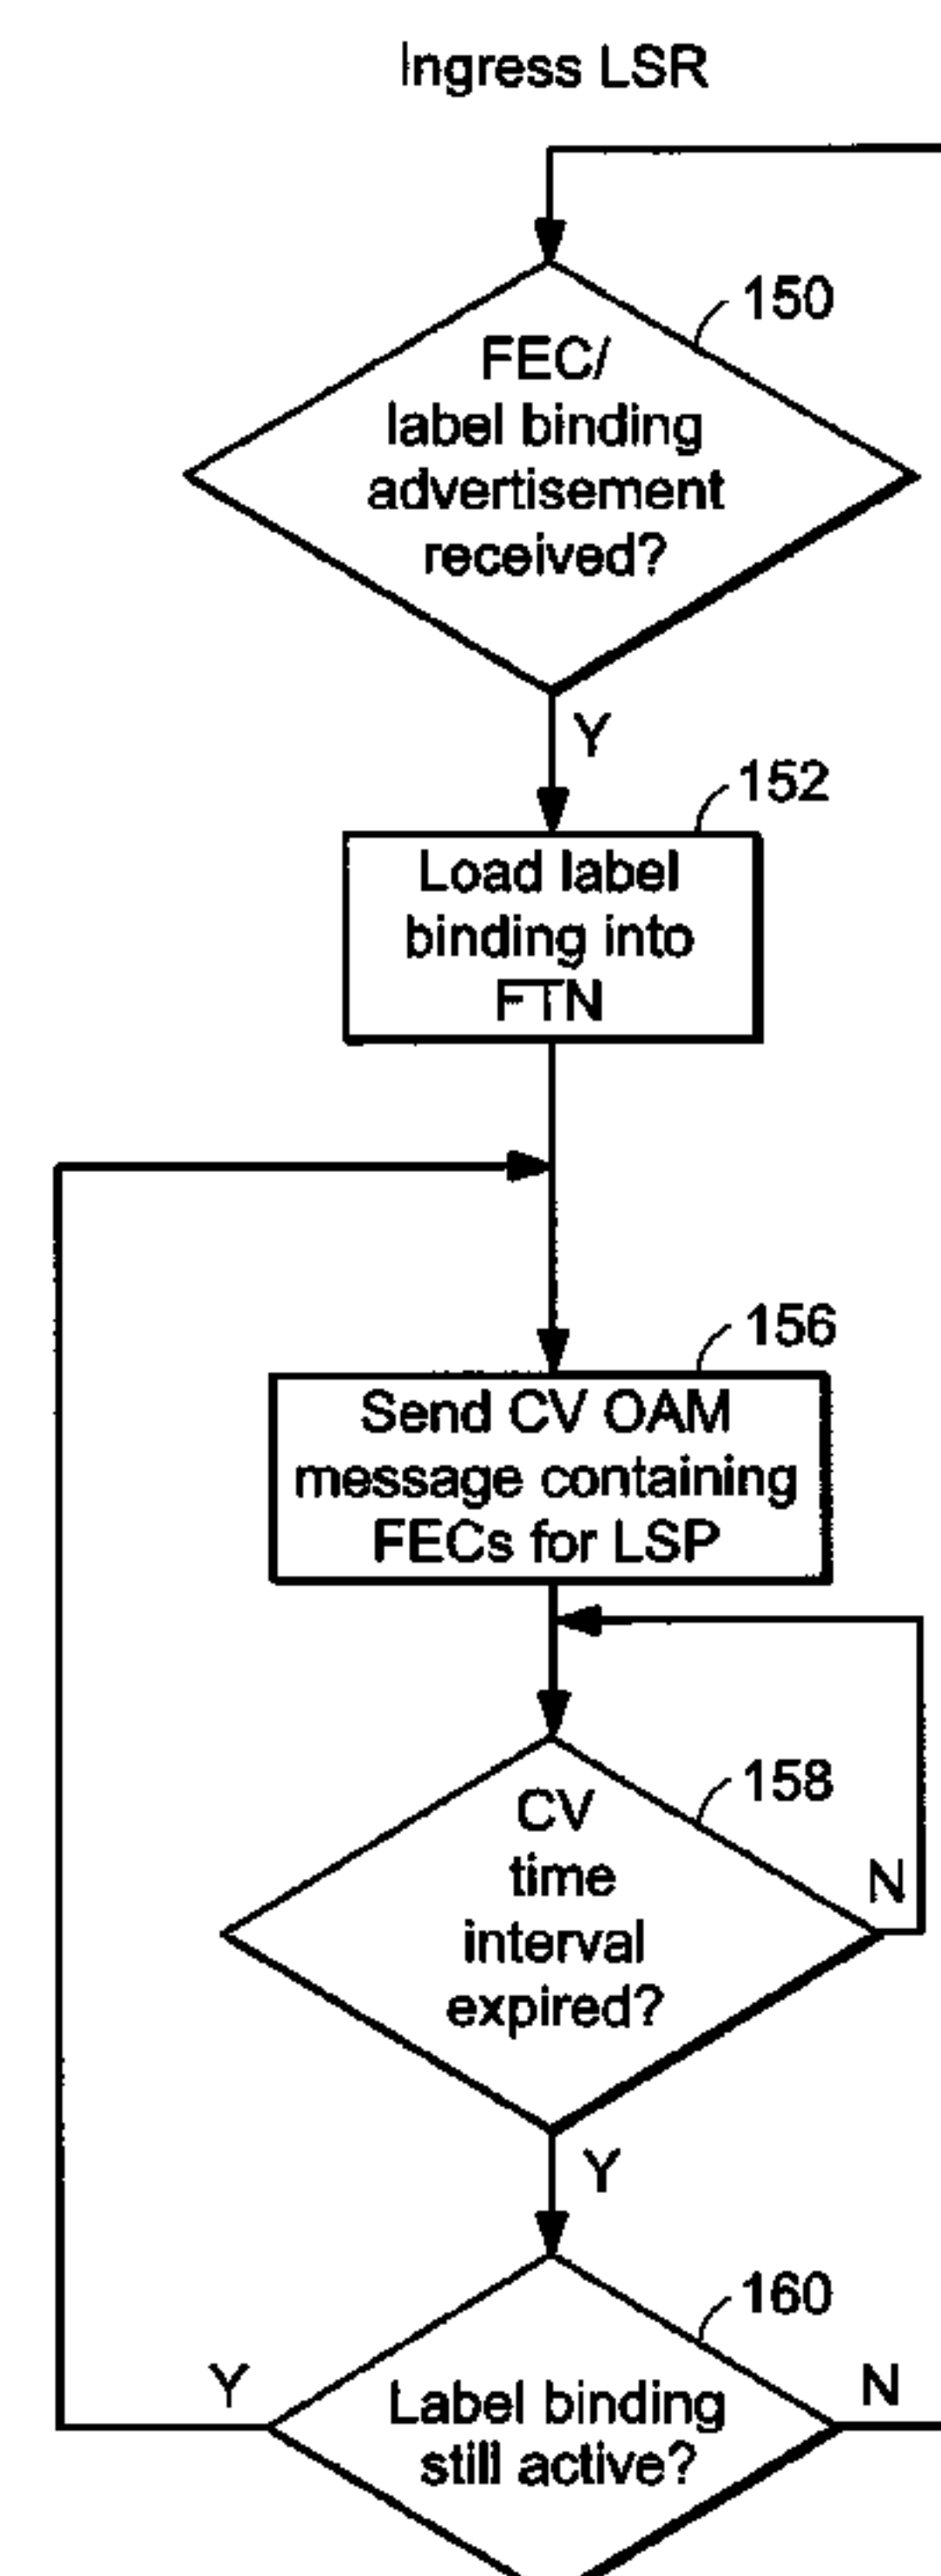 Ingress LSR
150
FEC/
label binding
advertisement
received?
Y
152
Load label
binding into
FTN
156
Send CV OAM
message containing
FECs for LSP
158
CV
time
interval
expired?
N
Y
160
Y
N
Label binding
still active?